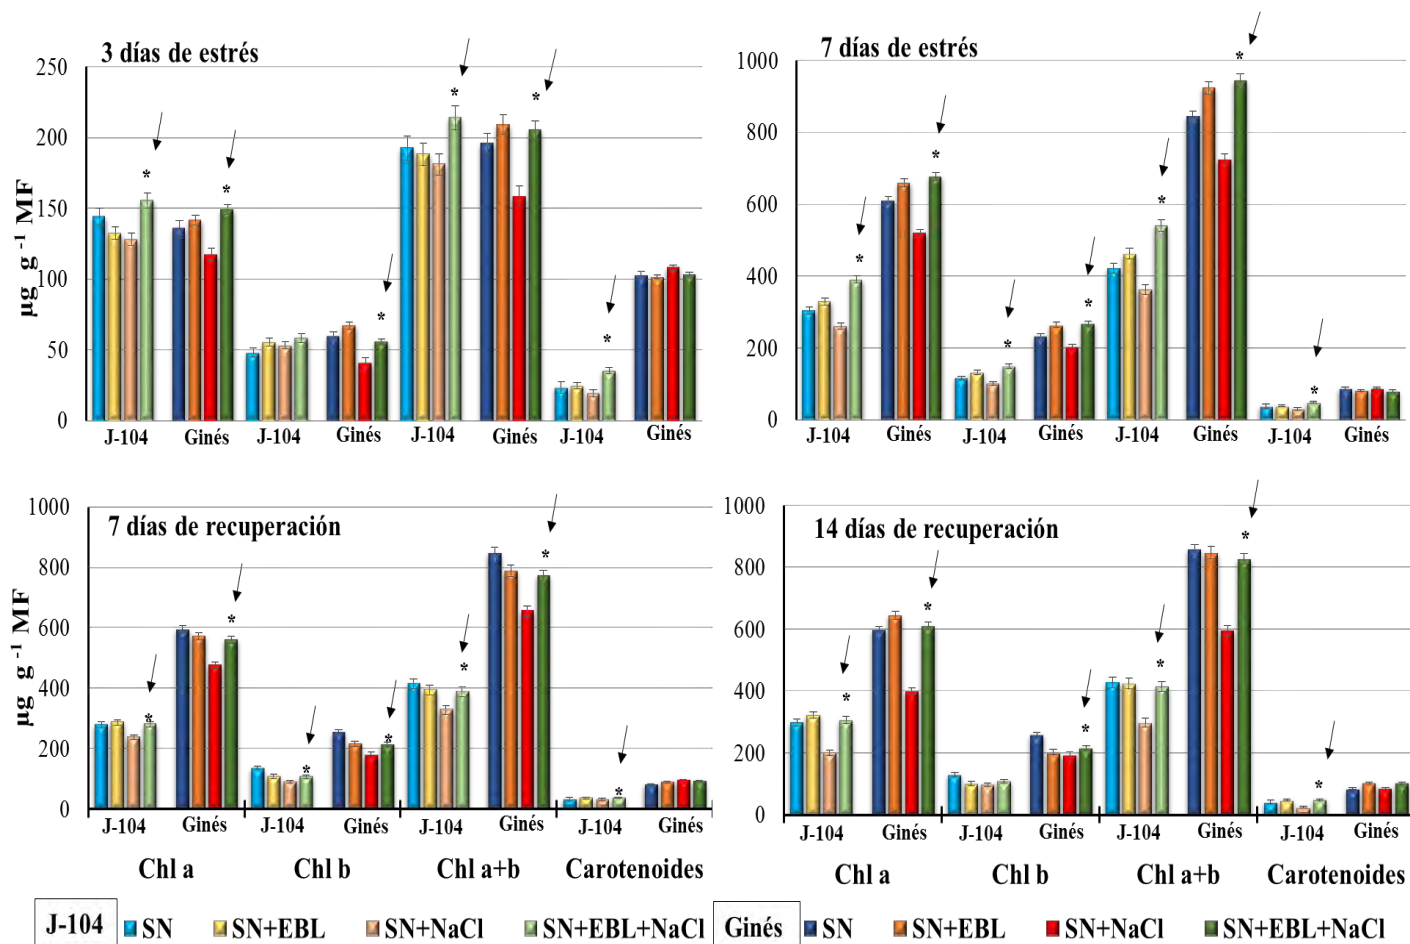 3 días de estrés
µg g -1 MF
250
200
150
100
50
0
* * * * * * *
J-104 Ginés J-104 Ginés J-104 Ginés J-104 Ginés
7 días de estrés
1000
800
600
400
200
0
* * * * * * *
J-104 Ginés J-104 Ginés J-104 Ginés J-104 Ginés
7 días de recuperación
µg g -1 MF
1000
800
600
400
200
0
* * * * * * *
J-104 Ginés J-104 Ginés J-104 Ginés J-104 Ginés
Chl a Chl b Chl a+b Carotenoides
14 días de recuperación
1000
800
600
400
200
0
* * * * * *
J-104 Ginés J-104 Ginés J-104 Ginés J-104 Ginés
Chl a Chl b Chl a+b Carotenoides
J-104 SN SN+EBL SN+NaCl SN+EBL+NaCl Ginés SN SN+EBL SN+NaCl SN+EBL+NaCl